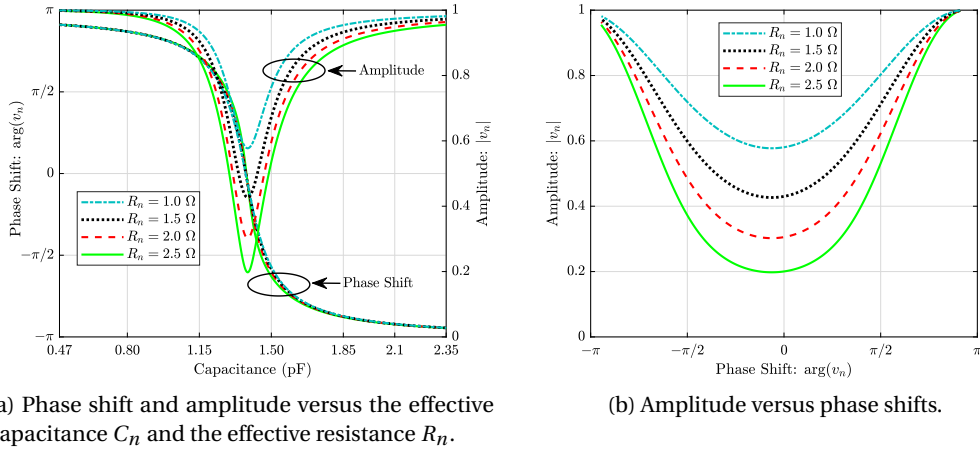 π
π/2
0
−π/2
−π
Phase Shift: arg(v_n)
1
0.8
0.6
0.4
0.2
0
Amplitude: |v_n|
Amplitude
R_n = 1.0 Ω
R_n = 1.5 Ω
R_n = 2.0 Ω
R_n = 2.5 Ω
Phase Shift
0.47 0.80 1.15 1.50 1.85 2.1 2.35
Capacitance (pF)
1
0.8
0.6
0.4
0.2
0
Amplitude: |v_n|
R_n = 1.0 Ω
R_n = 1.5 Ω
R_n = 2.0 Ω
R_n = 2.5 Ω
−π −π/2 0 π/2 π
Phase Shift: arg(v_n)
) Phase shift and amplitude versus the effective
apacitance C_n and the effective resistance R_n.
(b) Amplitude versus phase shifts.